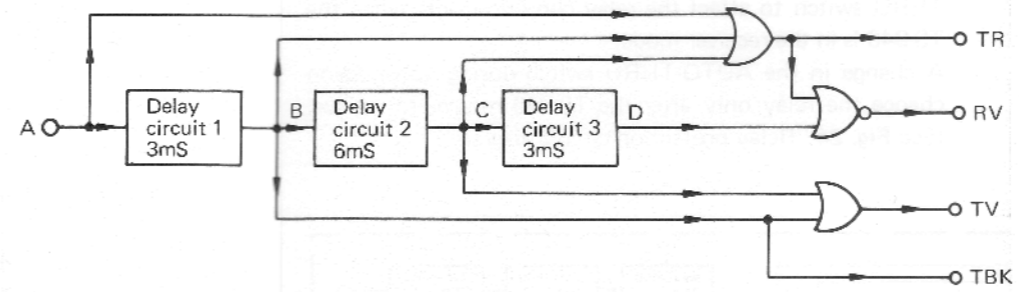 A
Delay
circuit 1
3mS
B
Delay
circuit 2
6mS
C
Delay
circuit 3
3mS
D
TR
RV
TV
TBK